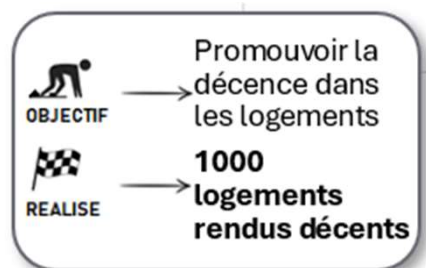 Promouvoir la
décence dans
les logements
OBJECTIF
1000
logements
rendus décents
REALISE